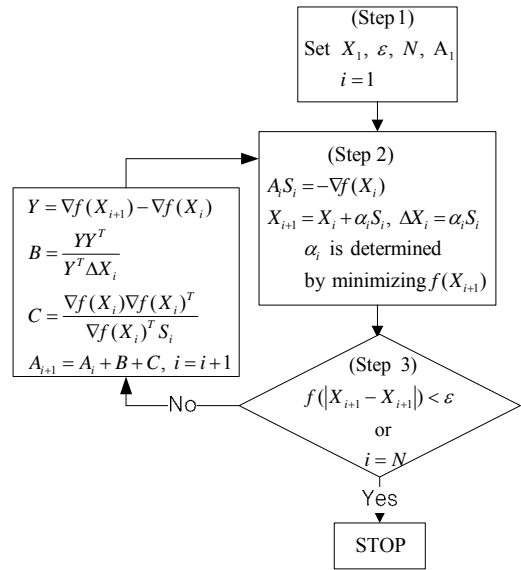 (Step 1)
Set X₁, ε, N, A₁
i = 1
(Step 2)
AᵢSᵢ = −∇f(Xᵢ)
Xᵢ₊₁ = Xᵢ + αᵢSᵢ, ΔXᵢ = αᵢSᵢ
αᵢ is determined
by minimizing f(Xᵢ₊₁)
Y = ∇f(Xᵢ₊₁) − ∇f(Xᵢ)
B = YYᵀ / YᵀΔXᵢ
C = ∇f(Xᵢ)∇f(Xᵢ)ᵀ / ∇f(Xᵢ)ᵀSᵢ
Aᵢ₊₁ = Aᵢ + B + C, i = i + 1
(Step 3)
f(|Xᵢ₊₁ − Xᵢ₊₁|) < ε
or
i = N
No
Yes
STOP